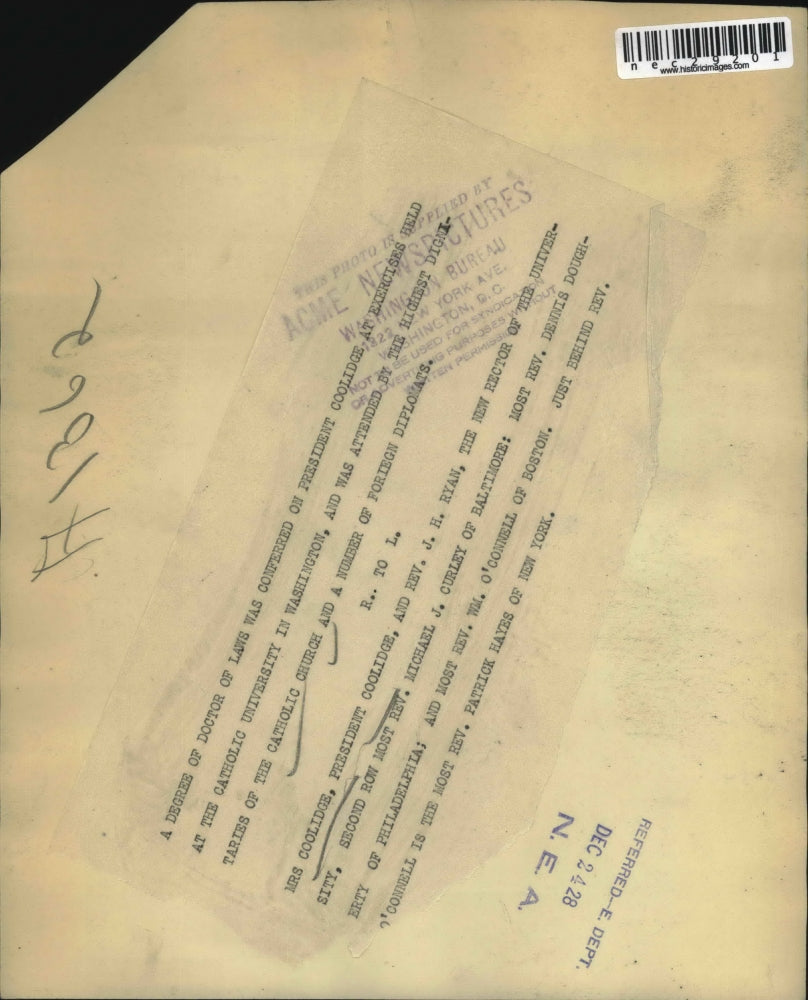 nec29201
www.historicimages.com
THIS PHOTO IS SUPPLIED BY
ACME NEWSPICTURES
WASHINGTON BUREAU
1322 NEW YORK AVE.
WASHINGTON, D. C.
NOT TO BE USED FOR SYNDICATION
OR ADVERTISING PURPOSES WITHOUT
WRITTEN PERMISSION
A DEGREE OF DOCTOR OF LAWS WAS CONFERRED ON PRESIDENT COOLIDGE AT EXERCISES HELD
AT THE CATHOLIC UNIVERSITY IN WASHINGTON, AND WAS ATTENDED BY THE HIGHEST DIGNI-
TARIES OF THE CATHOLIC CHURCH AND A NUMBER OF FORIEGN DIPLOMATS.
R.. TO L.
MRS COOLIDGE, PRESIDENT COOLIDGE, AND REV. J. H. RYAN, THE NEW RECTOR OF THE UNIVER-
SITY, SECOND ROW MOST REV. MICHAEL J. CURLEY OF BALTIMORE: MOST REV. DENNIS DOUGH-
ERTY OF PHILADELPHIA; AND MOST REV. WM. O'CONNELL OF BOSTON. JUST BEHIND REV.
O'CONNELL IS THE MOST REV. PATRICK HAYES OF NEW YORK.
REFERRED-E. DEPT.
DEC 24 28
N. E. A.